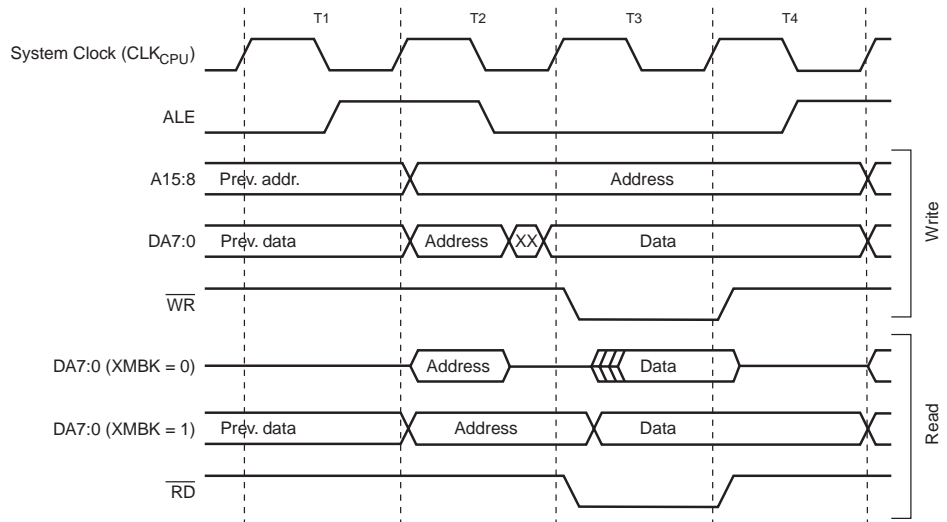 T1 T2 T3 T4
System Clock (CLKCPU)
ALE
A15:8 Prev. addr. Address
DA7:0 Prev. data Address XX Data
WR
Write
DA7:0 (XMBK = 0) Address Data
DA7:0 (XMBK = 1) Prev. data Address Data
RD
Read